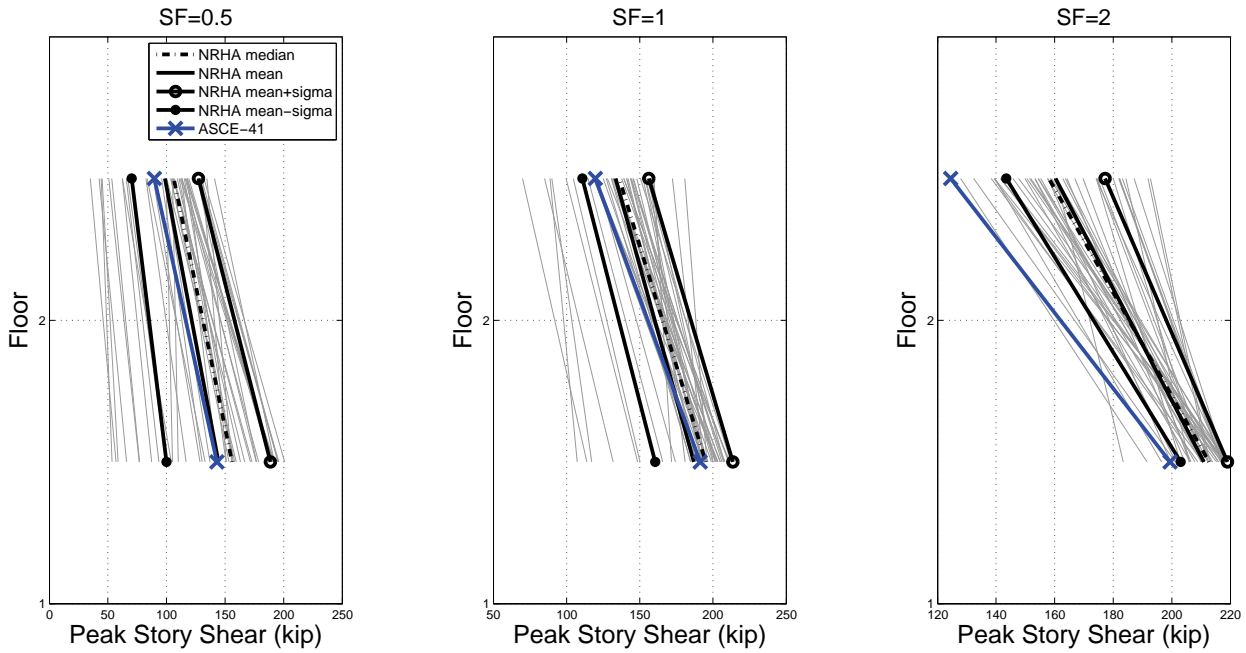 SF=0.5
NRHA median
NRHA mean
NRHA mean+sigma
NRHA mean−sigma
ASCE−41
Floor
2
1
0 50 100 150 200 250
Peak Story Shear (kip)
SF=1
Floor
2
1
50 100 150 200 250
Peak Story Shear (kip)
SF=2
Floor
2
1
120 140 160 180 200 220
Peak Story Shear (kip)